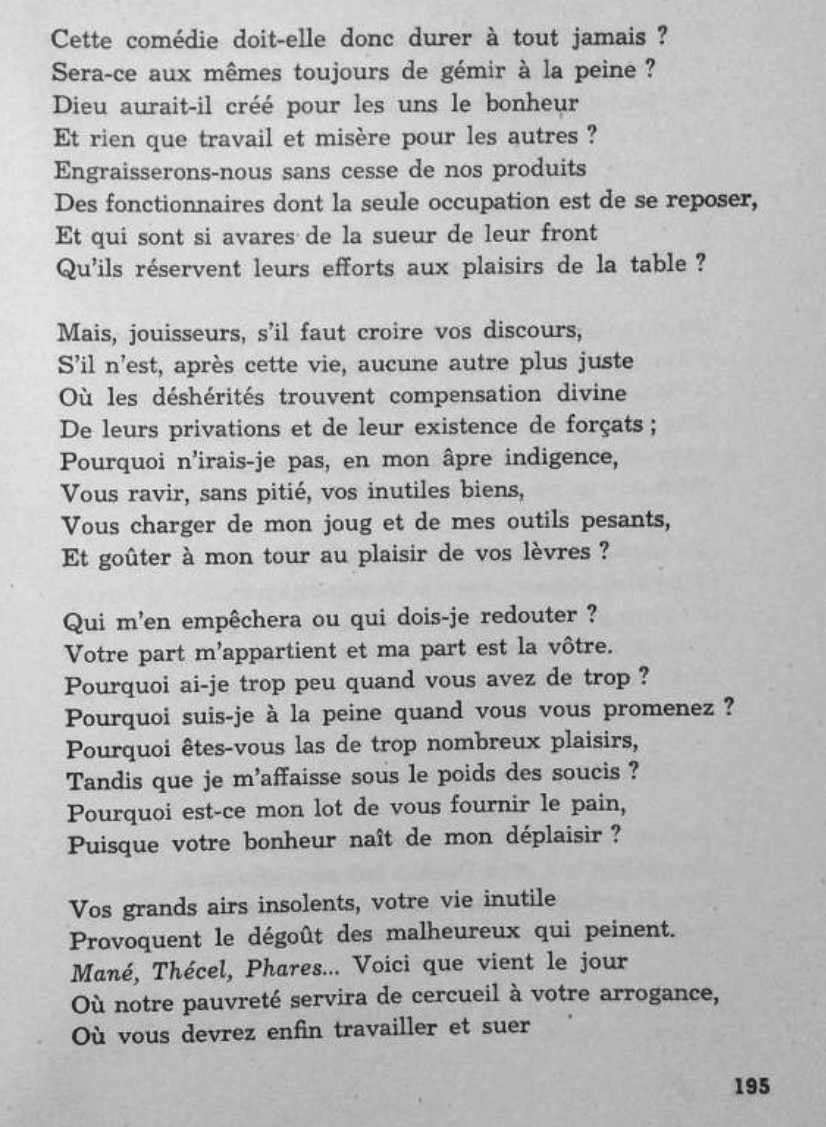 Cette comédie doit-elle donc durer à tout jamais ?
Sera-ce aux mêmes toujours de gémir à la peine ?
Dieu aurait-il créé pour les uns le bonheur
Et rien que travail et misère pour les autres ?
Engraisserons-nous sans cesse de nos produits
Des fonctionnaires dont la seule occupation est de se reposer,
Et qui sont si avares de la sueur de leur front
Qu'ils réservent leurs efforts aux plaisirs de la table ?
Mais, jouisseurs, s'il faut croire vos discours,
S'il n'est, après cette vie, aucune autre plus juste
Où les déshérités trouvent compensation divine
De leurs privations et de leur existence de forçats ;
Pourquoi n'irais-je pas, en mon âpre indigence,
Vous ravir, sans pitié, vos inutiles biens,
Vous charger de mon joug et de mes outils pesants,
Et goûter à mon tour au plaisir de vos lèvres ?
Qui m'en empêchera ou qui dois-je redouter ?
Votre part m'appartient et ma part est la vôtre.
Pourquoi ai-je trop peu quand vous avez de trop ?
Pourquoi suis-je à la peine quand vous vous promenez ?
Pourquoi êtes-vous las de trop nombreux plaisirs,
Tandis que je m'affaisse sous le poids des soucis ?
Pourquoi est-ce mon lot de vous fournir le pain,
Puisque votre bonheur naît de mon déplaisir ?
Vos grands airs insolents, votre vie inutile
Provoquent le dégoût des malheureux qui peinent.
Mané, Thécel, Phares... Voici que vient le jour
Où notre pauvreté servira de cercueil à votre arrogance,
Où vous devrez enfin travailler et suer
195